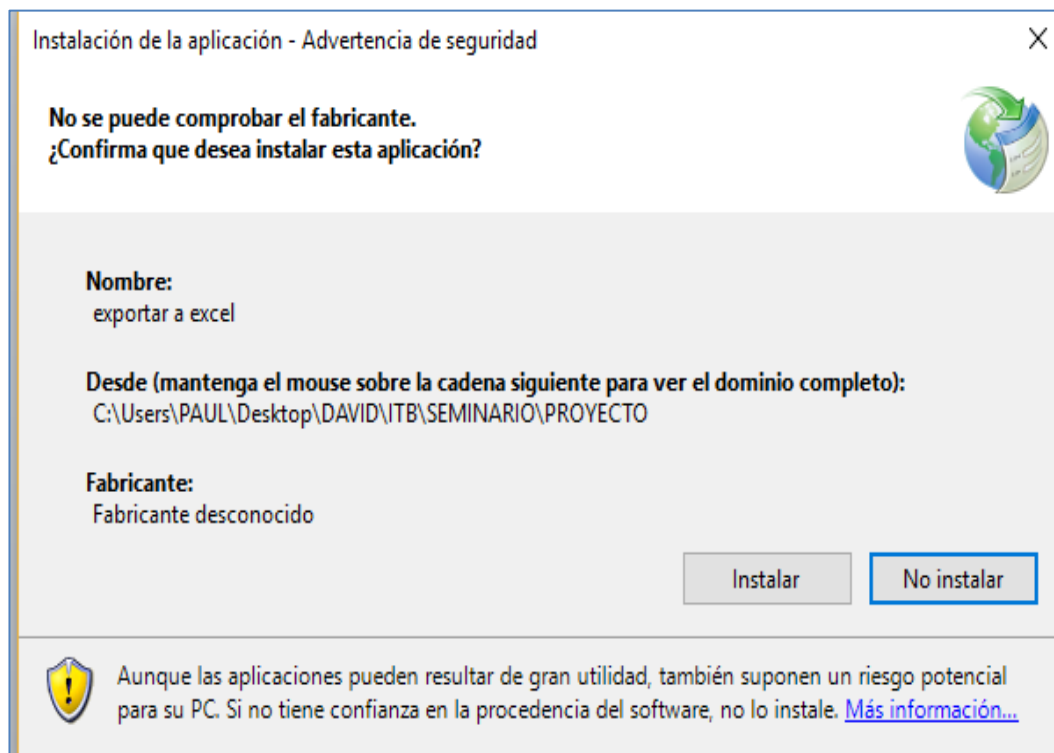 Instalación de la aplicación - Advertencia de seguridad
No se puede comprobar el fabricante.
¿Confirma que desea instalar esta aplicación?
Nombre:
exportar a excel
Desde (mantenga el mouse sobre la cadena siguiente para ver el dominio completo):
C:\Users\PAUL\Desktop\DAVID\ITB\SEMINARIO\PROYECTO
Fabricante:
Fabricante desconocido
Instalar
No instalar
Aunque las aplicaciones pueden resultar de gran utilidad, también suponen un riesgo potencial
para su PC. Si no tiene confianza en la procedencia del software, no lo instale. Más información...